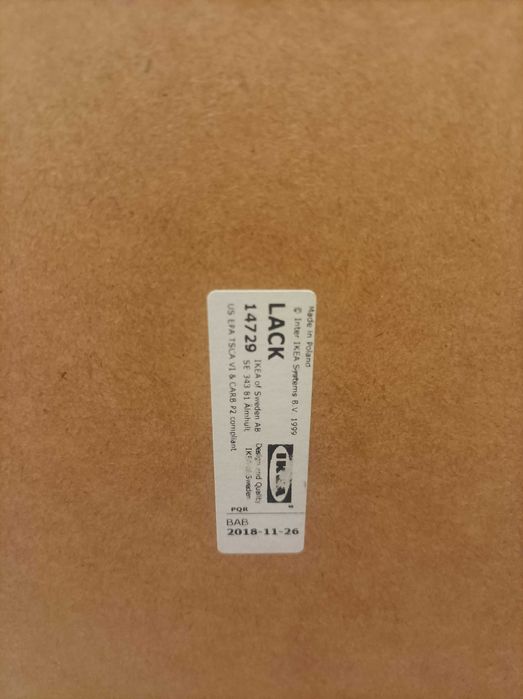 Made in Poland
© Inter IKEA Systems B.V. 1999
LACK
14729
IKEA of Sweden AB
SE 343 81 Älmhult
US EPA TSCA VI & CARB P2 compliant
IKEA®
Design and Quality
IKEA of Sweden
PQR
BAB
2018-11-26